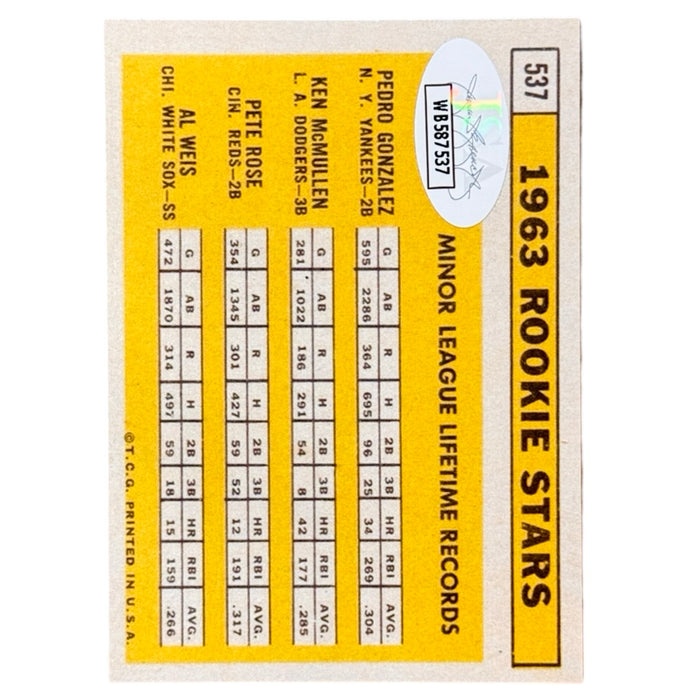 537 1963 ROOKIE STARS
WB587537
MINOR LEAGUE LIFETIME RECORDS
PEDRO GONZALEZ G AB R H 2B 3B HR RBI AVG.
N. Y. YANKEES—2B 595 2286 364 695 96 25 34 269 .304
KEN McMULLEN G AB R H 2B 3B HR RBI AVG.
L. A. DODGERS—3B 281 1022 186 291 54 8 42 177 .285
PETE ROSE G AB R H 2B 3B HR RBI AVG.
CIN. REDS—2B 354 1345 301 427 59 52 12 191 .317
AL WEIS G AB R H 2B 3B HR RBI AVG.
CHI. WHITE SOX—SS 472 1870 314 497 59 18 15 159 .266
©T.C.G. PRINTED IN U.S.A.